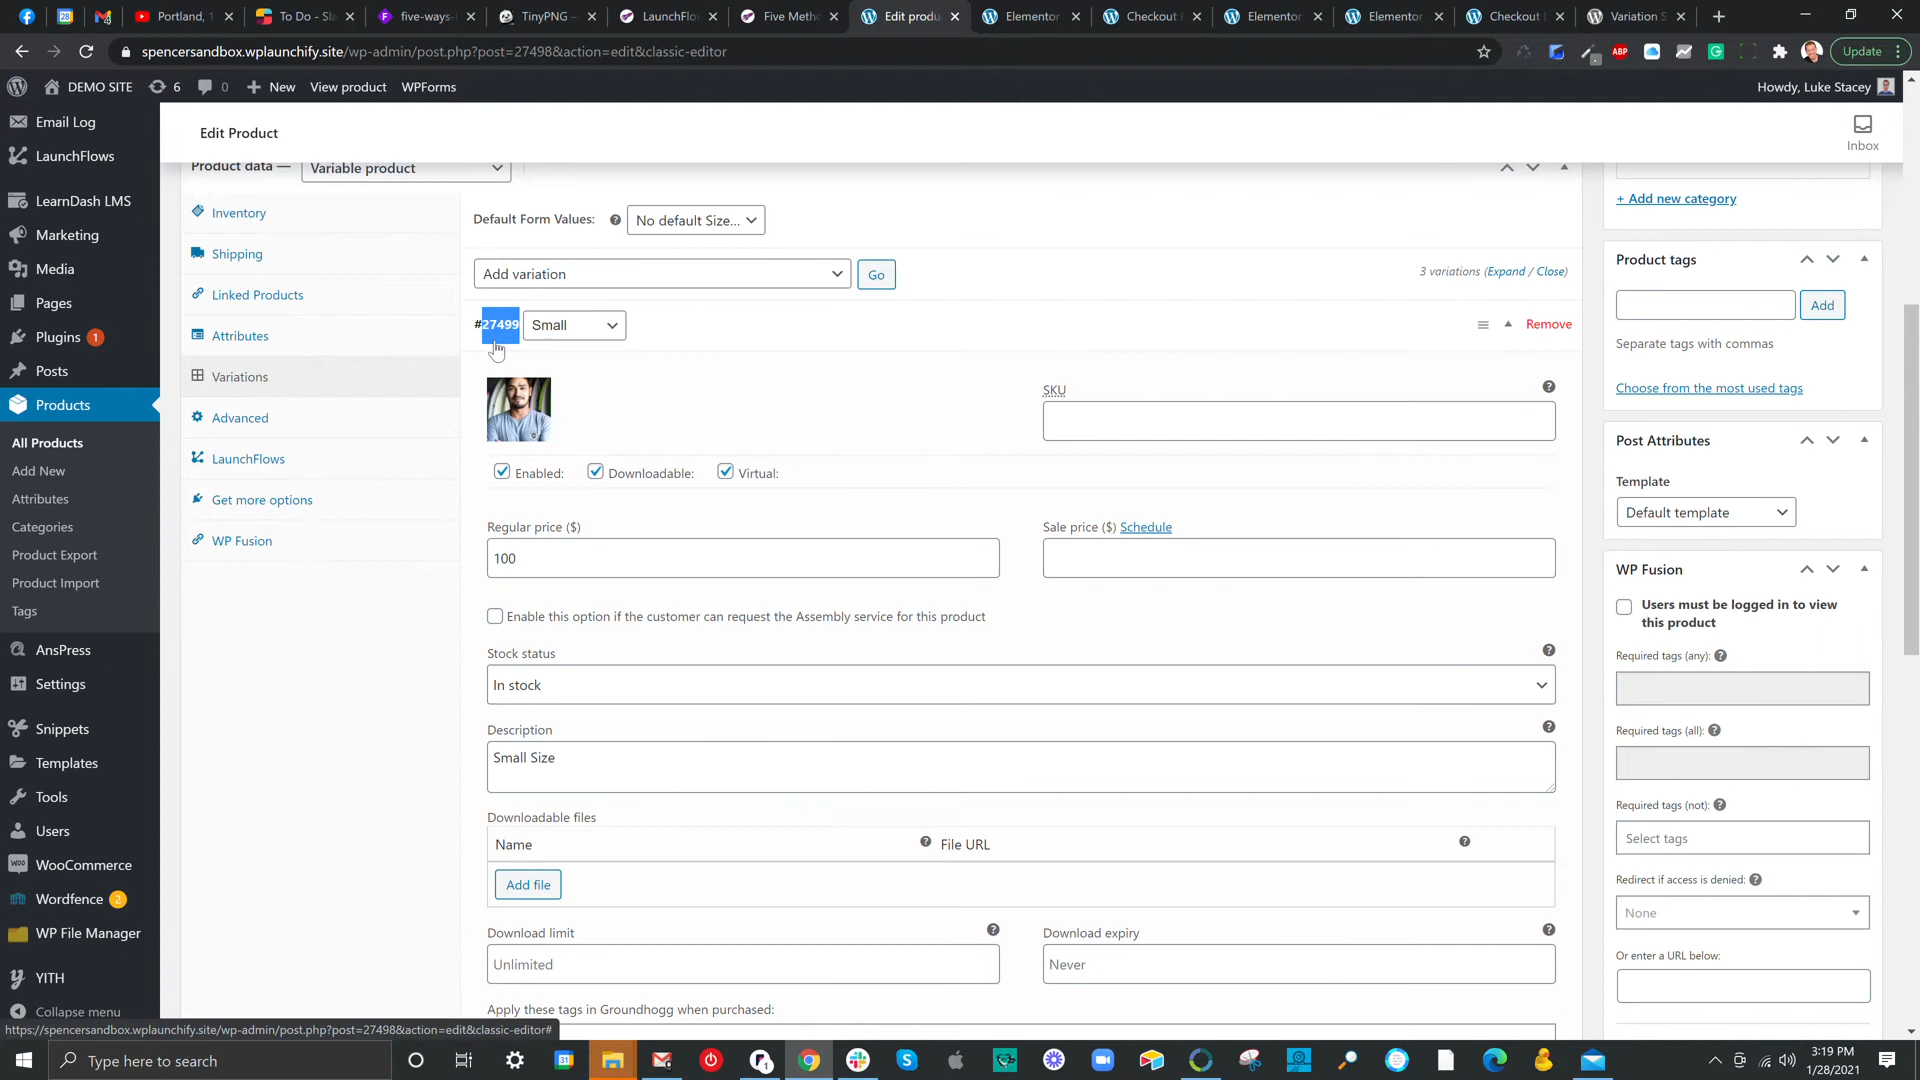 Portland, 
To Do - Sla
five-ways-
TinyPNG –
LaunchFlo
Five Metho
Edit produ
Elementor
Checkout E
Elementor
Elementor
Checkout E
Variation S
spencersandbox.wplaunchify.site/wp-admin/post.php?post=27498&action=edit&classic-editor
ABP
Update
DEMO SITE
6
0
New
View product
WPForms
Howdy, Luke Stacey
Email Log
LaunchFlows
LearnDash LMS
Marketing
Media
Pages
Plugins 1
Posts
Products
All Products
Add New
Attributes
Categories
Product Export
Product Import
Tags
AnsPress
Settings
Snippets
Templates
Tools
Users
WooCommerce
Wordfence 2
WP File Manager
YITH
Collapse menu
Edit Product
Inbox
Product data —
Variable product
Inventory
Shipping
Linked Products
Attributes
Variations
Advanced
LaunchFlows
Get more options
WP Fusion
Default Form Values:
No default Size...
Add variation
Go
3 variations (Expand / Close)
#27499
Small
Remove
SKU
Enabled:
Downloadable:
Virtual:
Regular price ($)
100
Sale price ($) Schedule
Enable this option if the customer can request the Assembly service for this product
Stock status
In stock
Description
Small Size
Downloadable files
Name
File URL
Add file
Download limit
Unlimited
Download expiry
Never
Apply these tags in Groundhogg when purchased:
+ Add new category
Product tags
Add
Separate tags with commas
Choose from the most used tags
Post Attributes
Template
Default template
WP Fusion
Users must be logged in to view
this product
Required tags (any):
Required tags (all):
Required tags (not):
Select tags
Redirect if access is denied:
None
Or enter a URL below:
https://spencersandbox.wplaunchify.site/wp-admin/post.php?post=27498&action=edit&classic-editor#
Type here to search
3:19 PM
1/28/2021